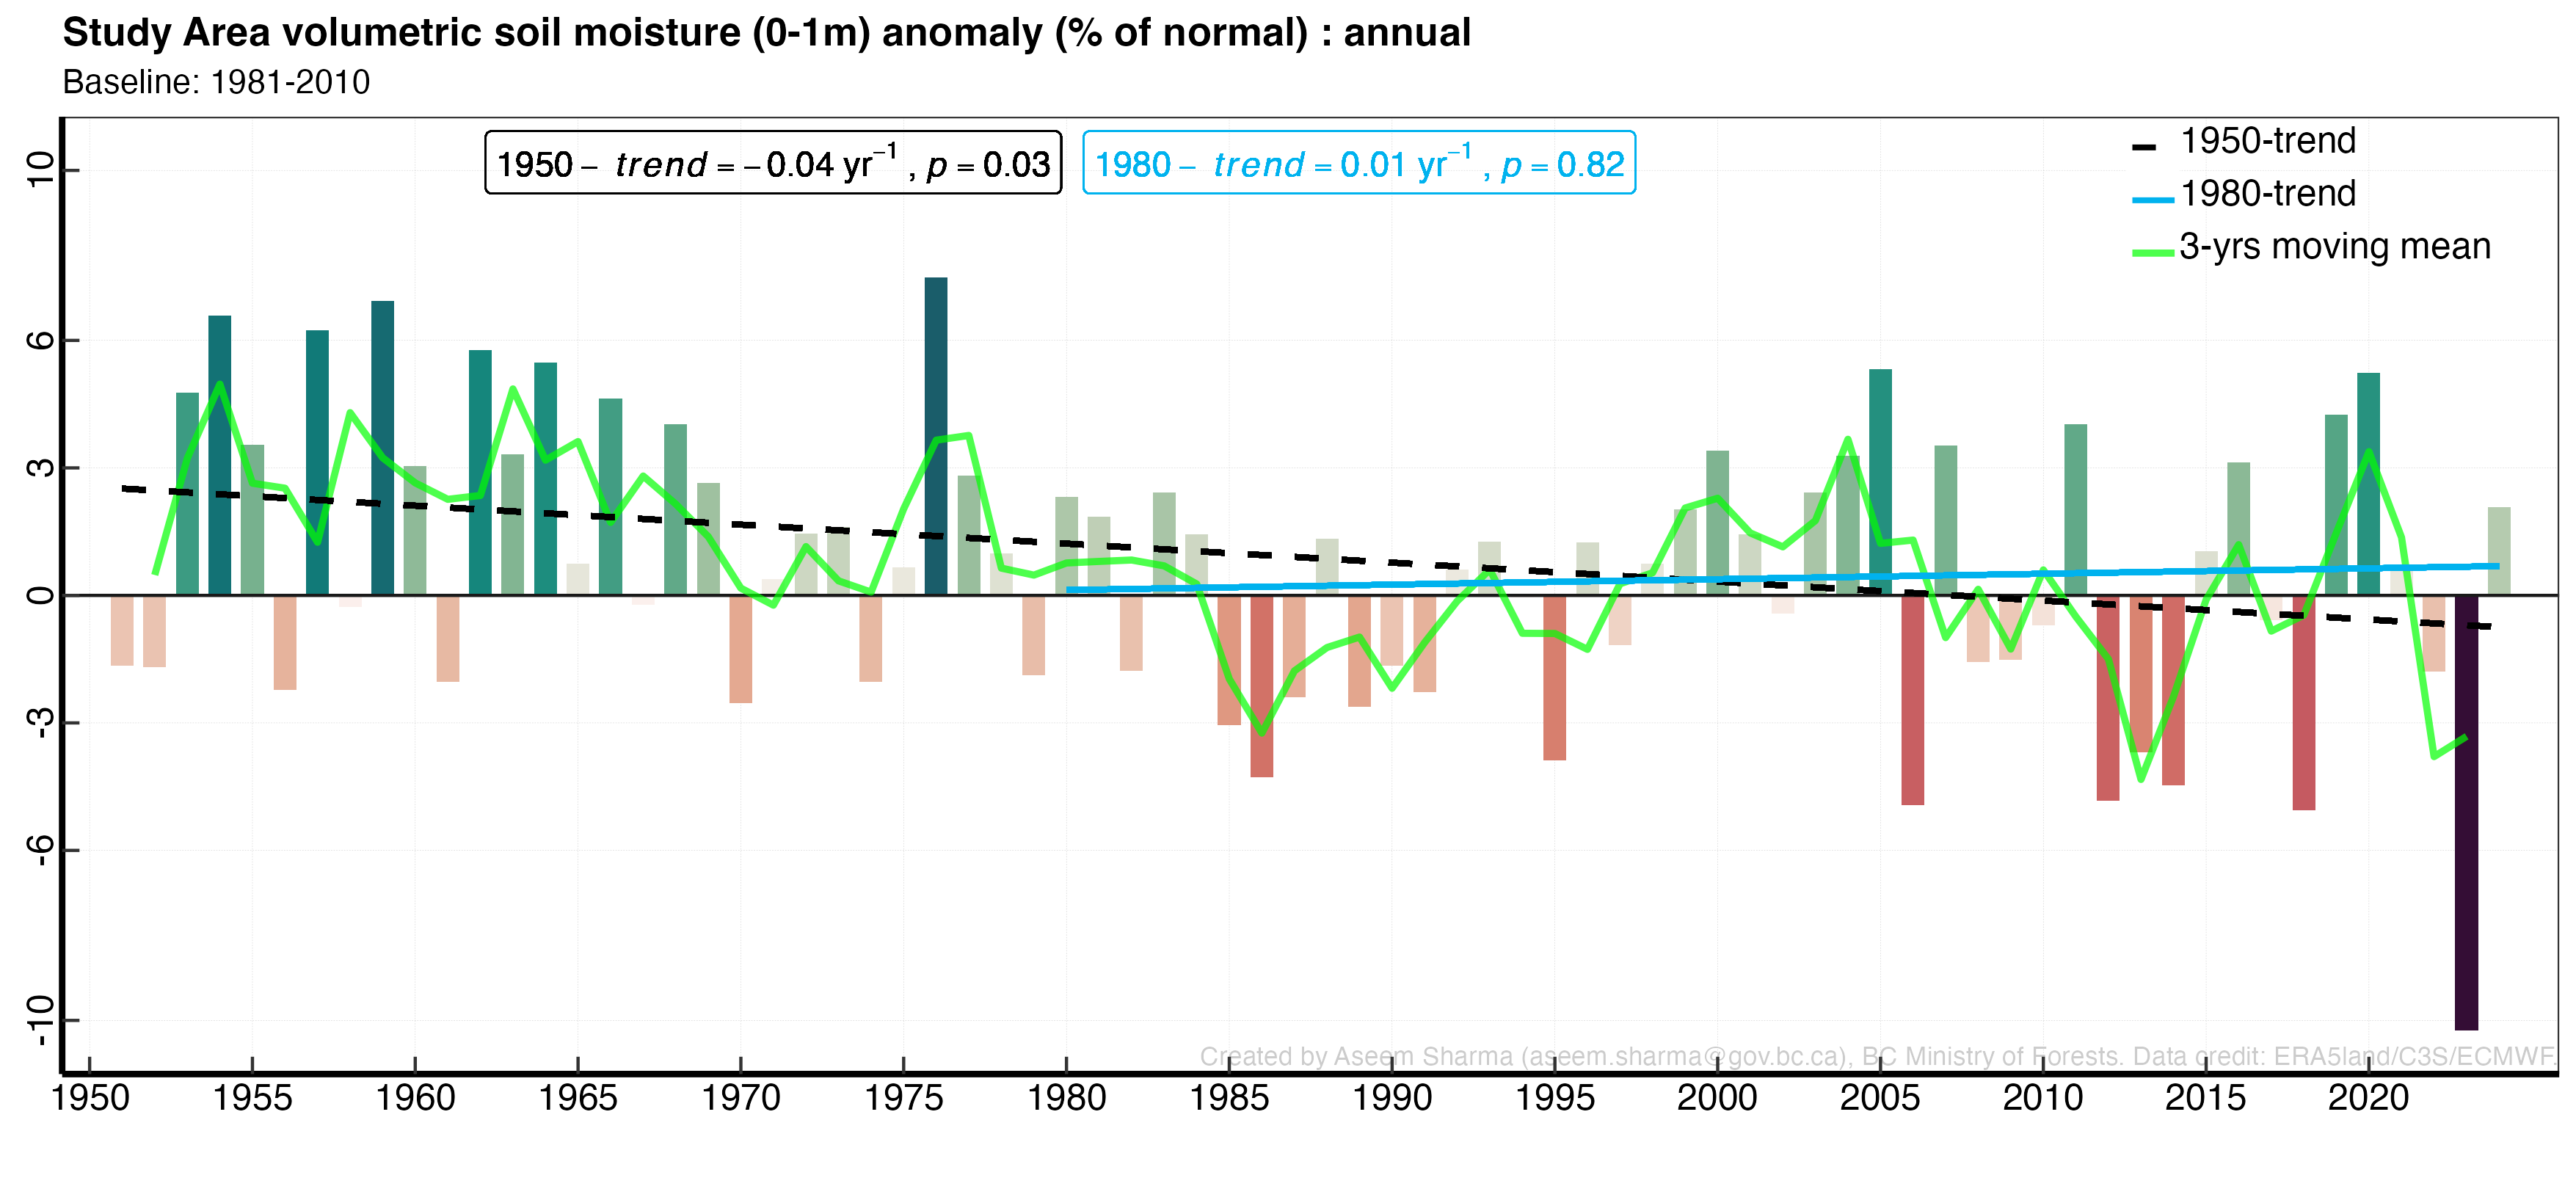 Study Area volumetric soil moisture (0-1m) anomaly (% of normal) : annual
Baseline: 1981-2010
1950 − trend = − 0.04 yr⁻¹ , p = 0.03
1980 − trend = 0.01 yr⁻¹ , p = 0.82
1950-trend
1980-trend
3-yrs moving mean
10
6
3
0
-3
-6
-10
Created by Aseem Sharma (aseem.sharma@gov.bc.ca), BC Ministry of Forests. Data credit: ERA5land/C3S/ECMWF.
1950 1955 1960 1965 1970 1975 1980 1985 1990 1995 2000 2005 2010 2015 2020